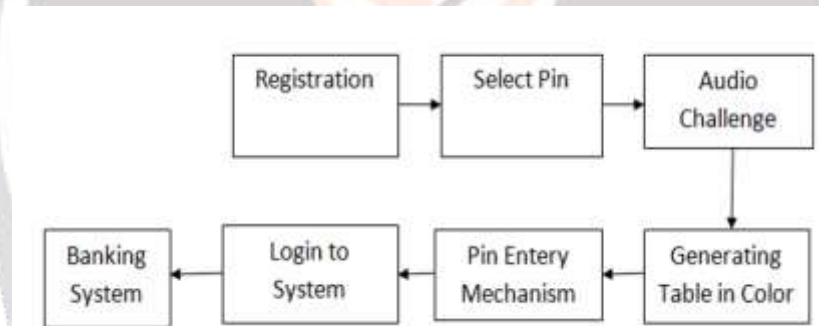 Registration
Select Pin
Audio
Challenge
Generating
Table in Color
Pin Entery
Mechanism
Login to
System
Banking
System